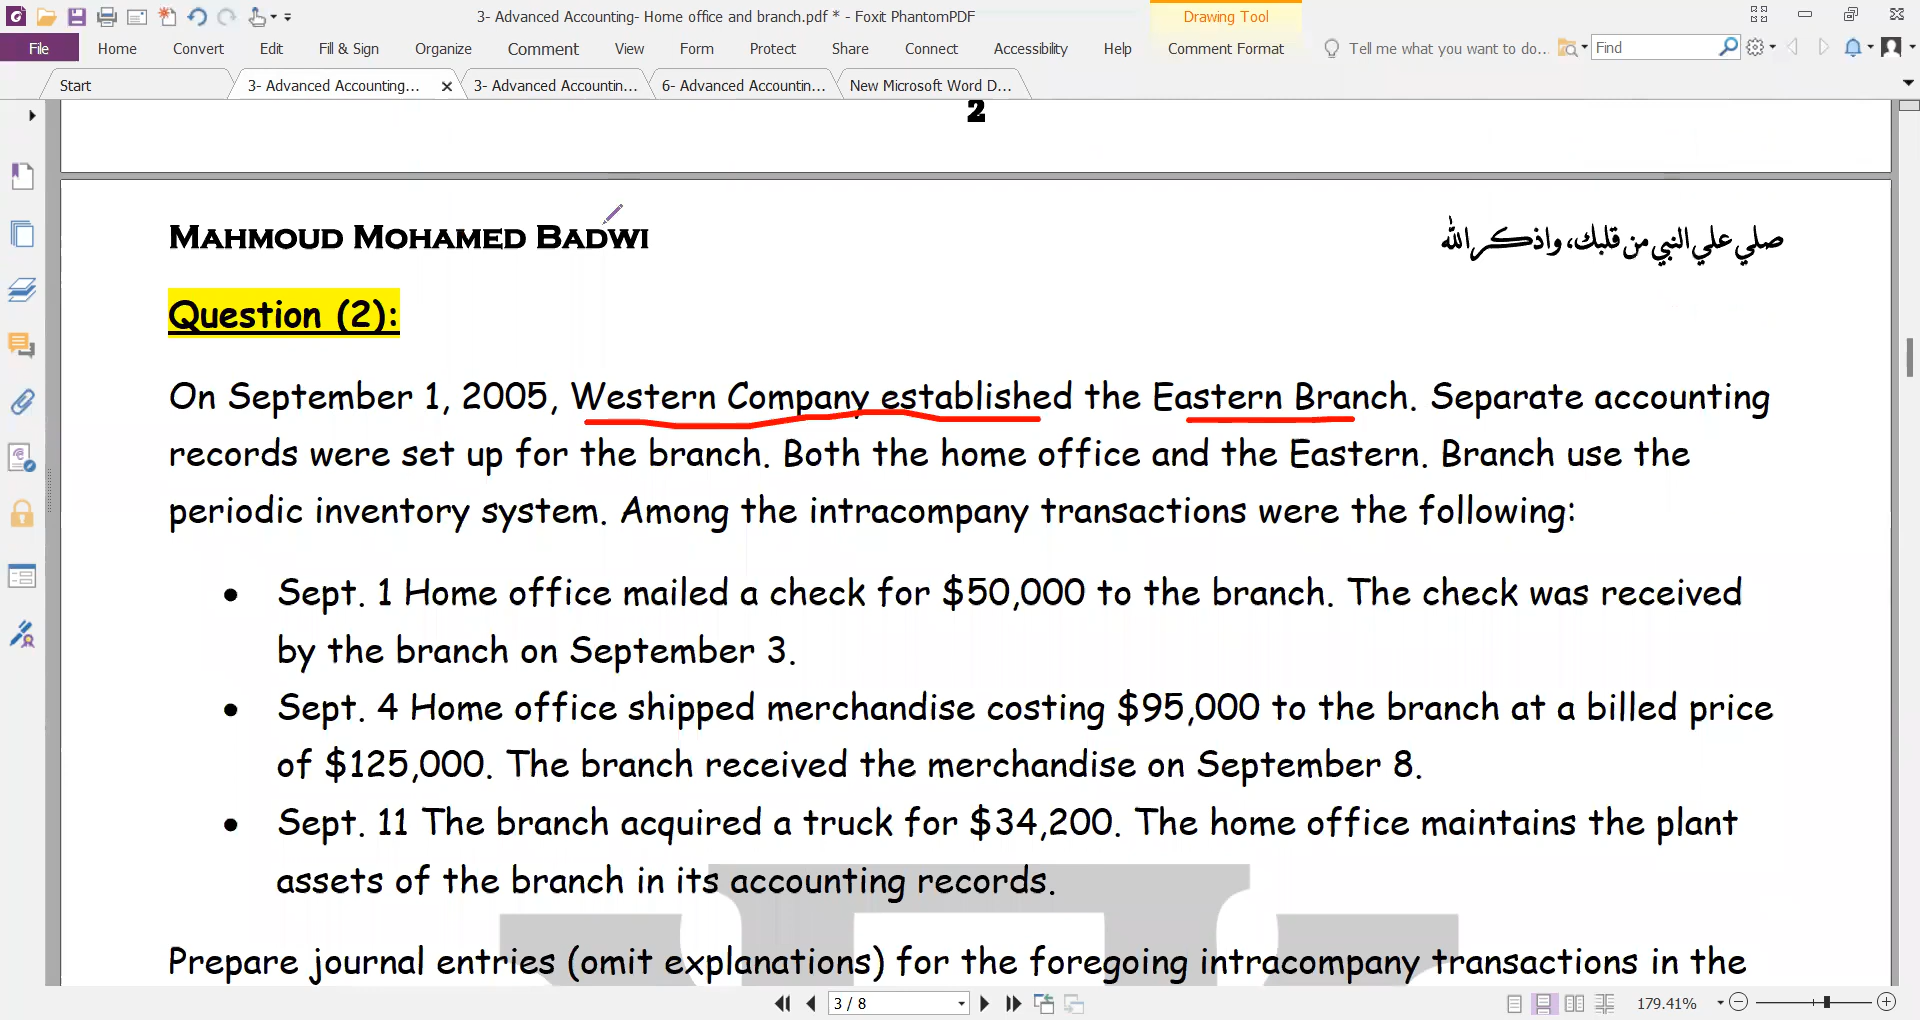 3- Advanced Accounting- Home office and branch.pdf * - Foxit PhantomPDF
Drawing Tool
File Home Convert Edit Fill & Sign Organize Comment View Form Protect Share Connect Accessibility Help Comment Format Tell me what you want to do... Find
Start 3- Advanced Accounting... 3- Advanced Accountin... 6- Advanced Accountin... New Microsoft Word D...
2
MAHMOUD MOHAMED BADWI
صلي علي النبي من قلبك، واذكر الله
Question (2):
On September 1, 2005, Western Company established the Eastern Branch. Separate accounting
records were set up for the branch. Both the home office and the Eastern. Branch use the
periodic inventory system. Among the intracompany transactions were the following:
• Sept. 1 Home office mailed a check for $50,000 to the branch. The check was received
by the branch on September 3.
• Sept. 4 Home office shipped merchandise costing $95,000 to the branch at a billed price
of $125,000. The branch received the merchandise on September 8.
• Sept. 11 The branch acquired a truck for $34,200. The home office maintains the plant
assets of the branch in its accounting records.
Prepare journal entries (omit explanations) for the foregoing intracompany transactions in the
3 / 8
179.41%